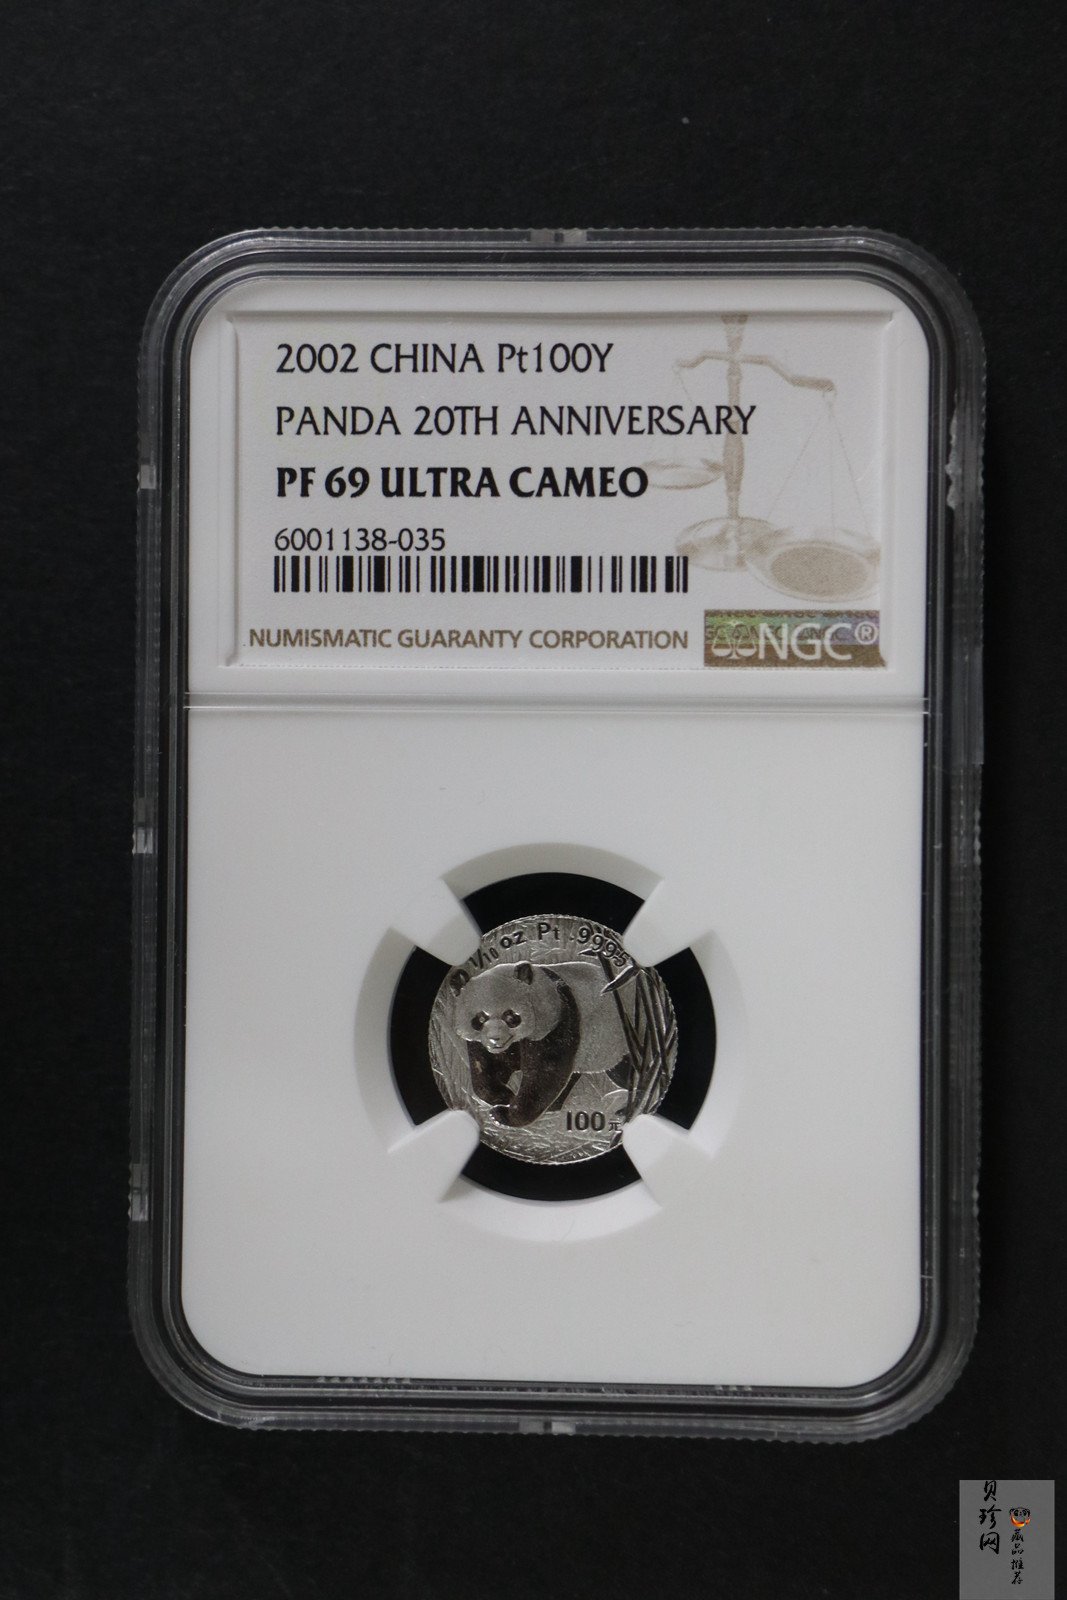 2002 CHINA Pt100Y
PANDA 20TH ANNIVERSARY
PF 69 ULTRA CAMEO
6001138-035
NUMISMATIC GUARANTY CORPORATION
NGC®
1/10 oz Pt .9995
100元
贝珍网
藏品推荐